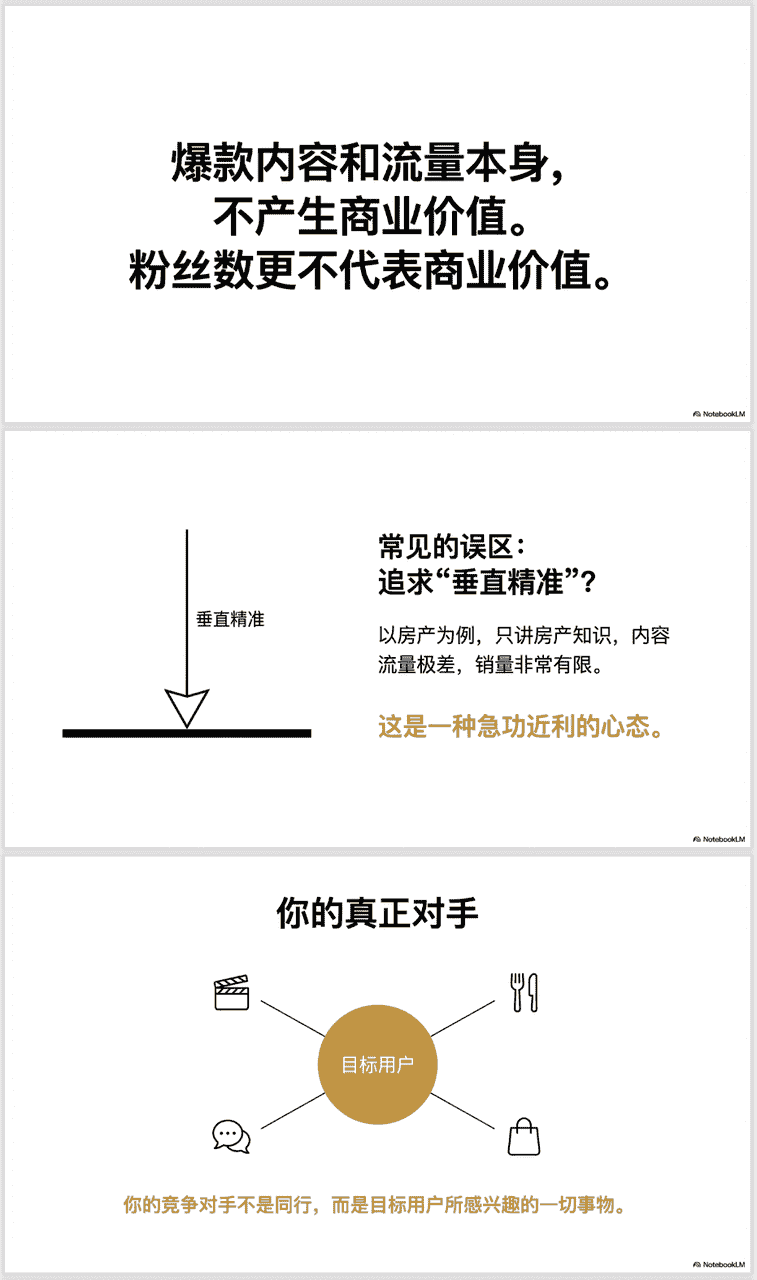 爆款内容和流量本身，
不产生商业价值。
粉丝数更不代表商业价值。
NotebookLM
垂直精准
常见的误区：
追求“垂直精准”？
以房产为例，只讲房产知识，内容
流量极差，销量非常有限。
这是一种急功近利的心态。
NotebookLM
你的真正对手
目标用户
你的竞争对手不是同行，而是目标用户所感兴趣的一切事物。
NotebookLM